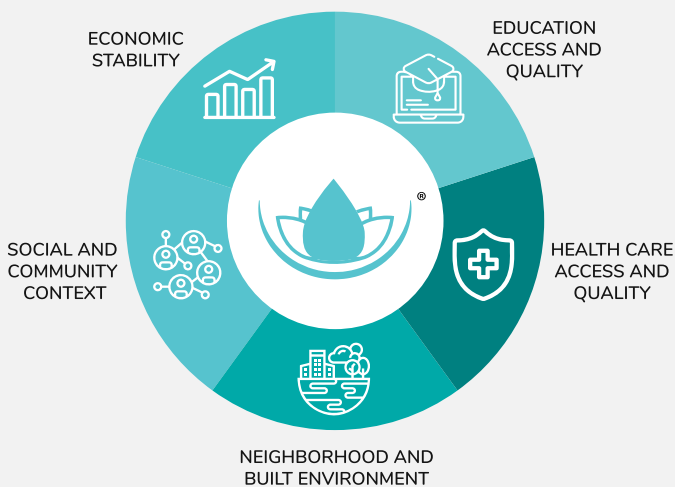 ECONOMIC
STABILITY
EDUCATION
ACCESS AND
QUALITY
SOCIAL AND
COMMUNITY
CONTEXT
®
HEALTH CARE
ACCESS AND
QUALITY
NEIGHBORHOOD AND
BUILT ENVIRONMENT